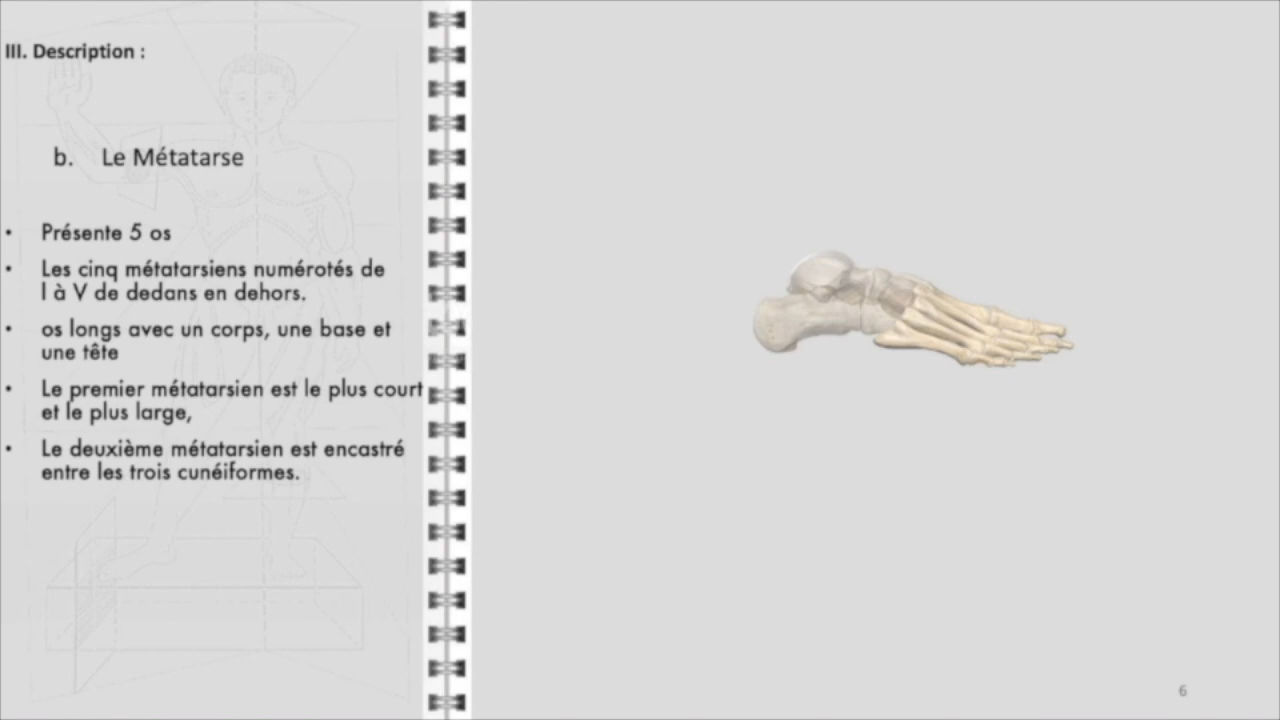 III. Description :
b. Le Métatarse
• Présente 5 os
• Les cinq métatarsiens numérotés de
I à V de dedans en dehors.
• os longs avec un corps, une base et
une tête
• Le premier métatarsien est le plus court
et le plus large,
• Le deuxième métatarsien est encastré
entre les trois cunéiformes.
6